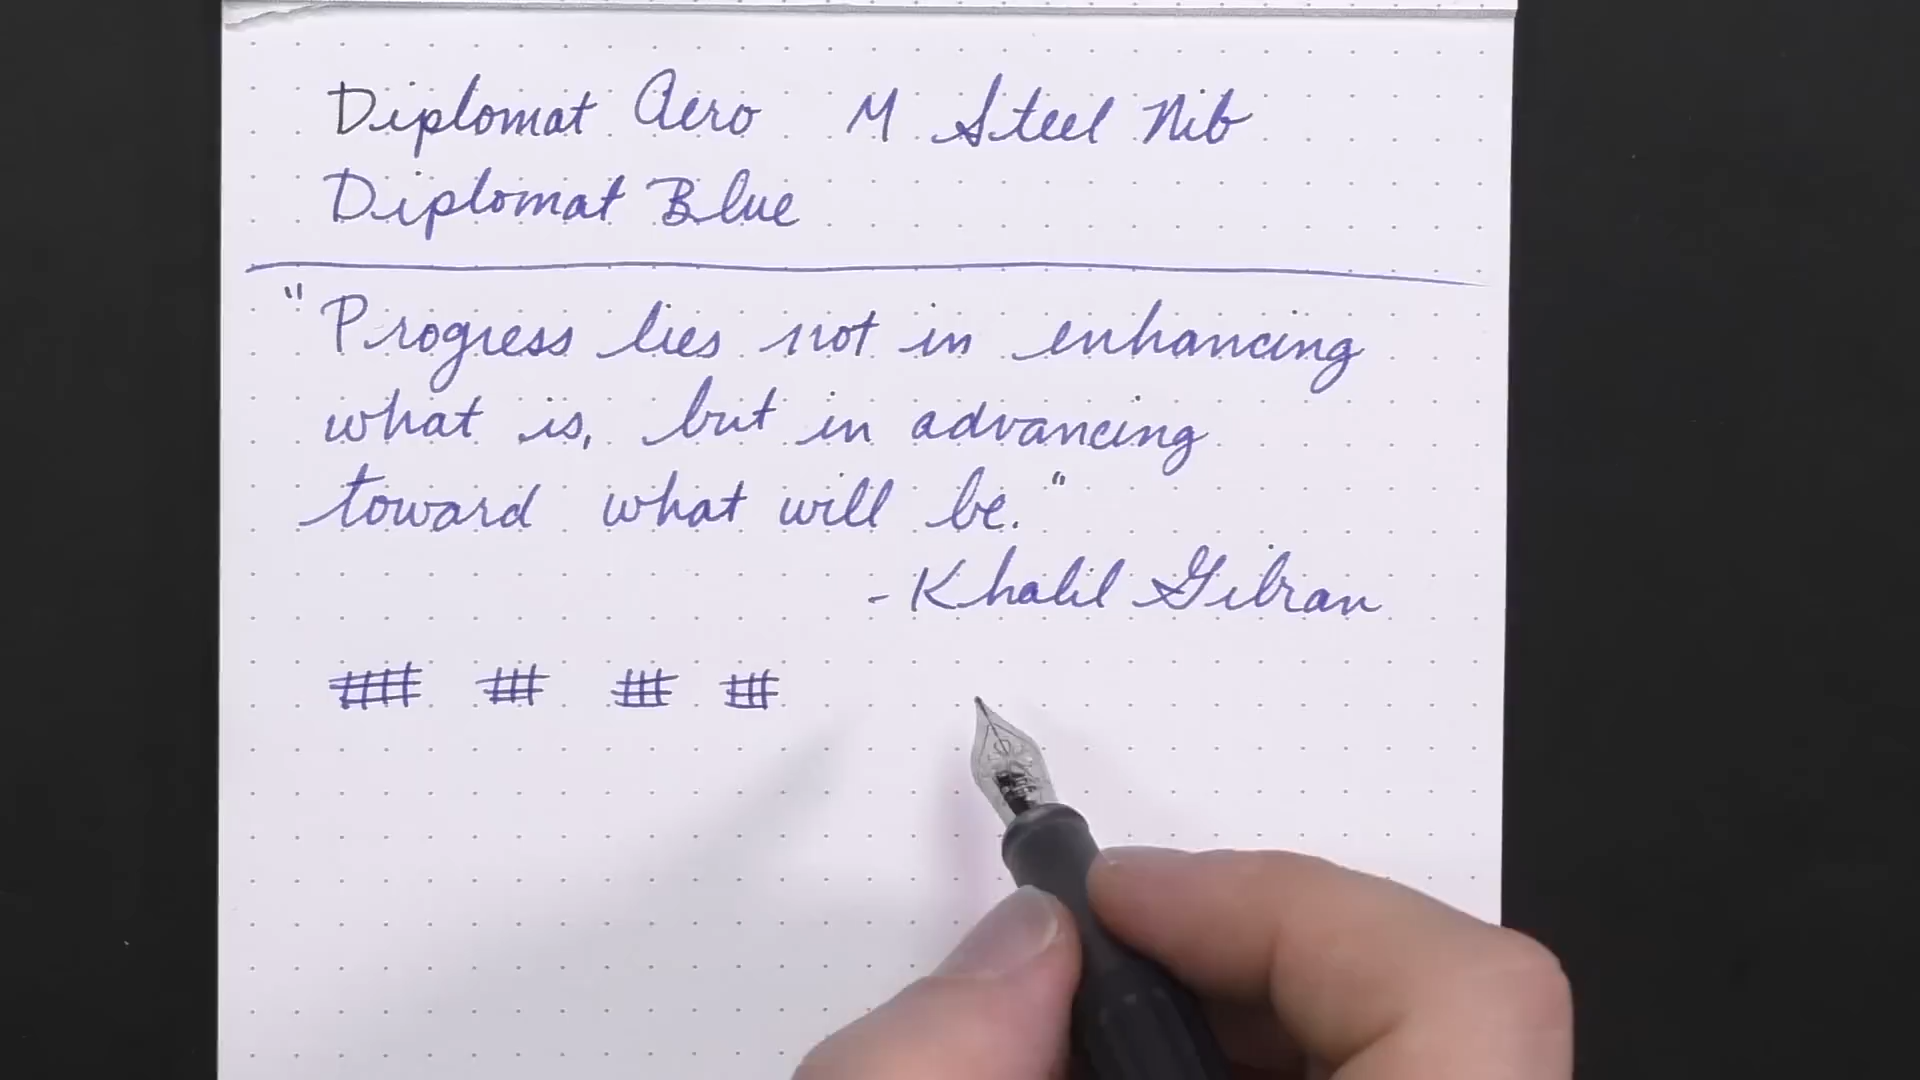 Diplomat Aero M Steel Nib
Diplomat Blue
"Progress lies not in enhancing
what is, but in advancing
toward what will be."
- Khalil Gibran